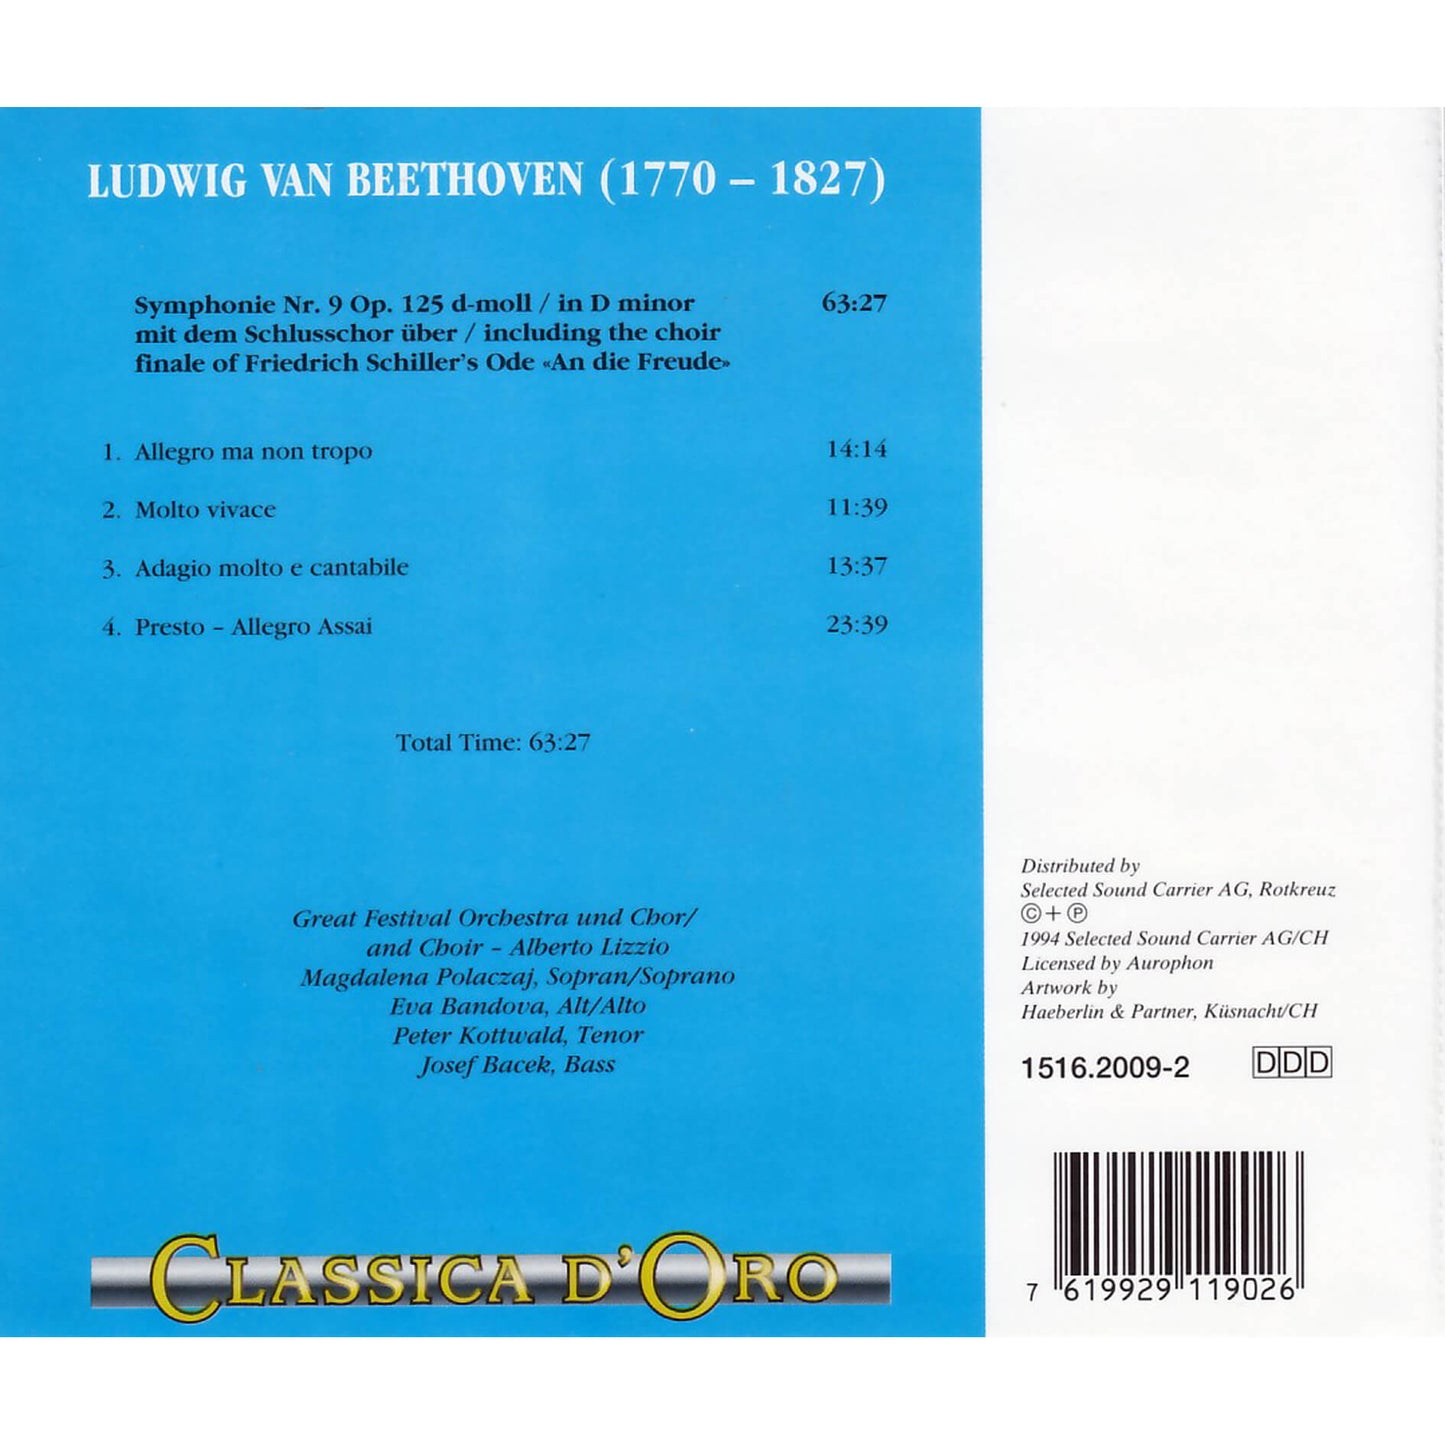 LUDWIG VAN BEETHOVEN (1770 – 1827)
Symphonie Nr. 9 Op. 125 d-moll / in D minor 63:27
mit dem Schlusschor über / including the choir
finale of Friedrich Schiller's Ode «An die Freude»
1. Allegro ma non tropo 14:14
2. Molto vivace 11:39
3. Adagio molto e cantabile 13:37
4. Presto – Allegro Assai 23:39
Total Time: 63:27
Great Festival Orchestra und Chor/
and Choir – Alberto Lizzio
Magdalena Polaczaj, Sopran/Soprano
Eva Bandova, Alt/Alto
Peter Kottwald, Tenor
Josef Bacek, Bass
CLASSICA D'ORO
Distributed by
Selected Sound Carrier AG, Rotkreuz
© + ℗
1994 Selected Sound Carrier AG/CH
Licensed by Aurophon
Artwork by
Haeberlin & Partner, Küsnacht/CH
1516.2009-2 DDD
7 619929 119026